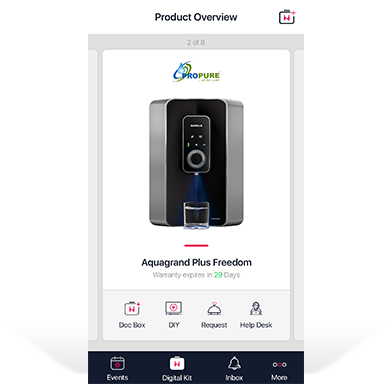 Product Overview
2 of 8
PROPURE
HAVELLS
Aquagrand Plus Freedom
Warranty expires in 29 Days
Doc Box
DIY
Request
Help Desk
Events
Digital Kit
Inbox
More